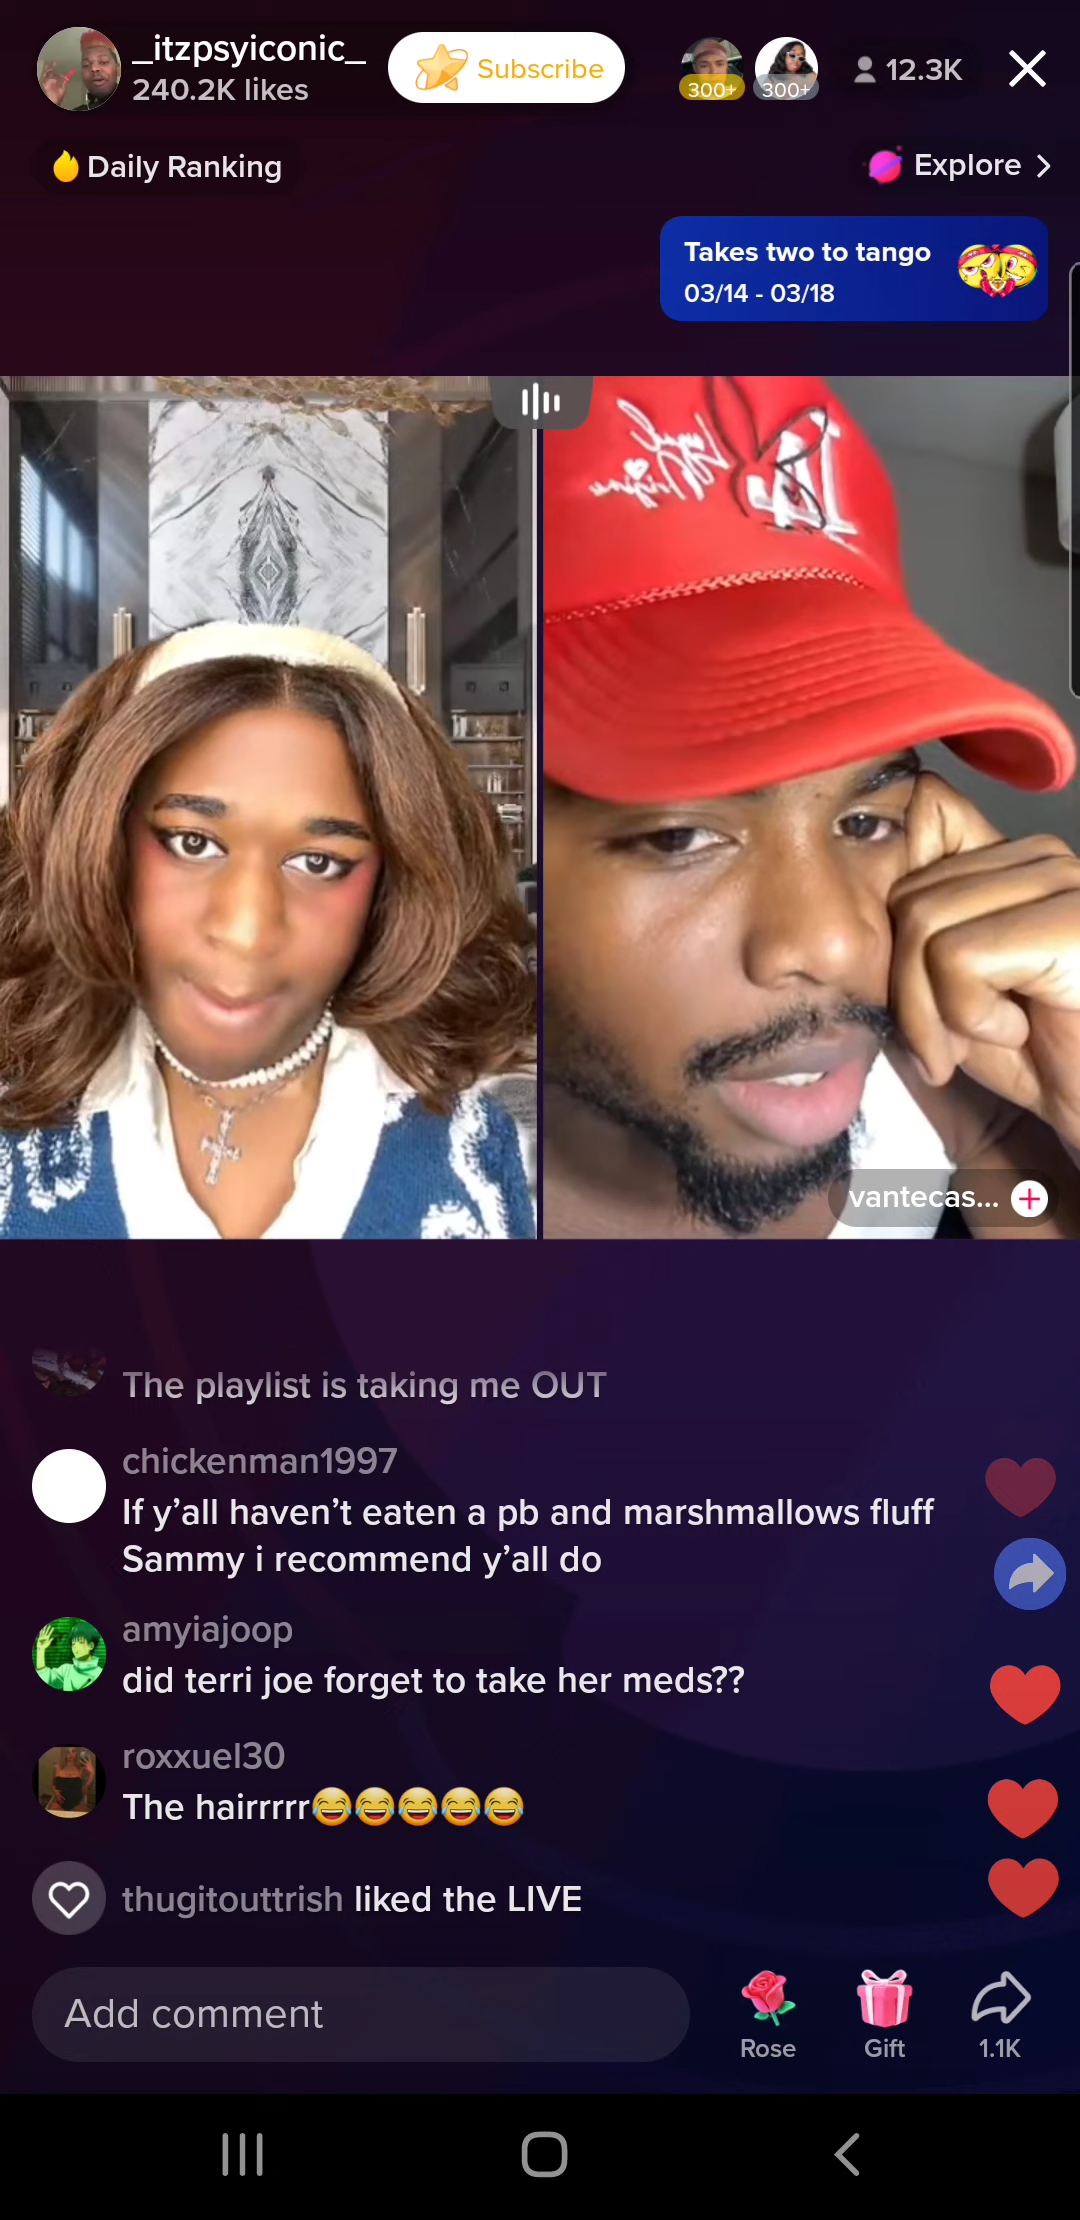 _itzpsyiconic_
240.2K likes
Subscribe
300+
300+
12.3K
Daily Ranking
Explore >
Takes two to tango
03/14 - 03/18
vantecas...
The playlist is taking me OUT
chickenman1997
If y’all haven’t eaten a pb and marshmallows fluff
Sammy i recommend y’all do
amyiajoop
did terri joe forget to take her meds??
roxxuel30
The hairrrrr😂😂😂😂😂
thugitouttrish liked the LIVE
Add comment
Rose
Gift
1.1K